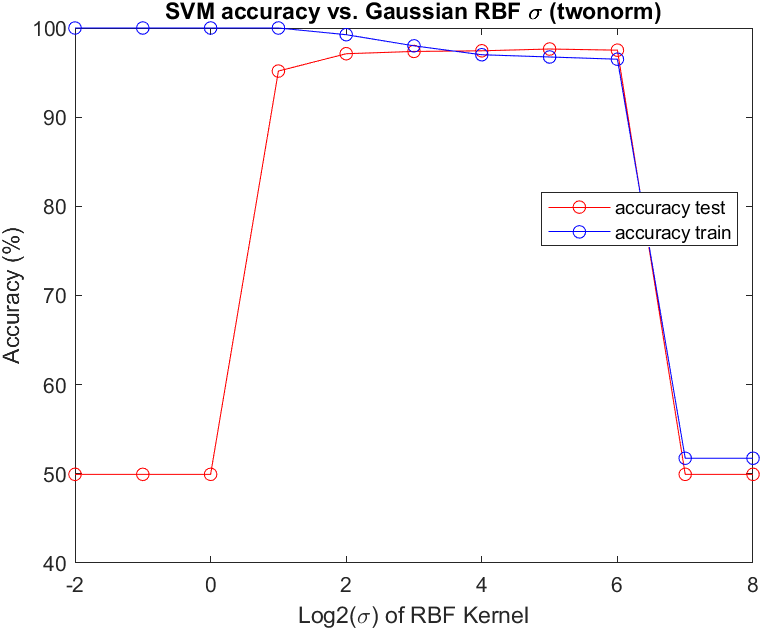 SVM accuracy vs. Gaussian RBF σ (twonorm)
100
90
80
70
60
50
40
Accuracy (%)
accuracy test
accuracy train
-2
0
2
4
6
8
Log2(σ) of RBF Kernel